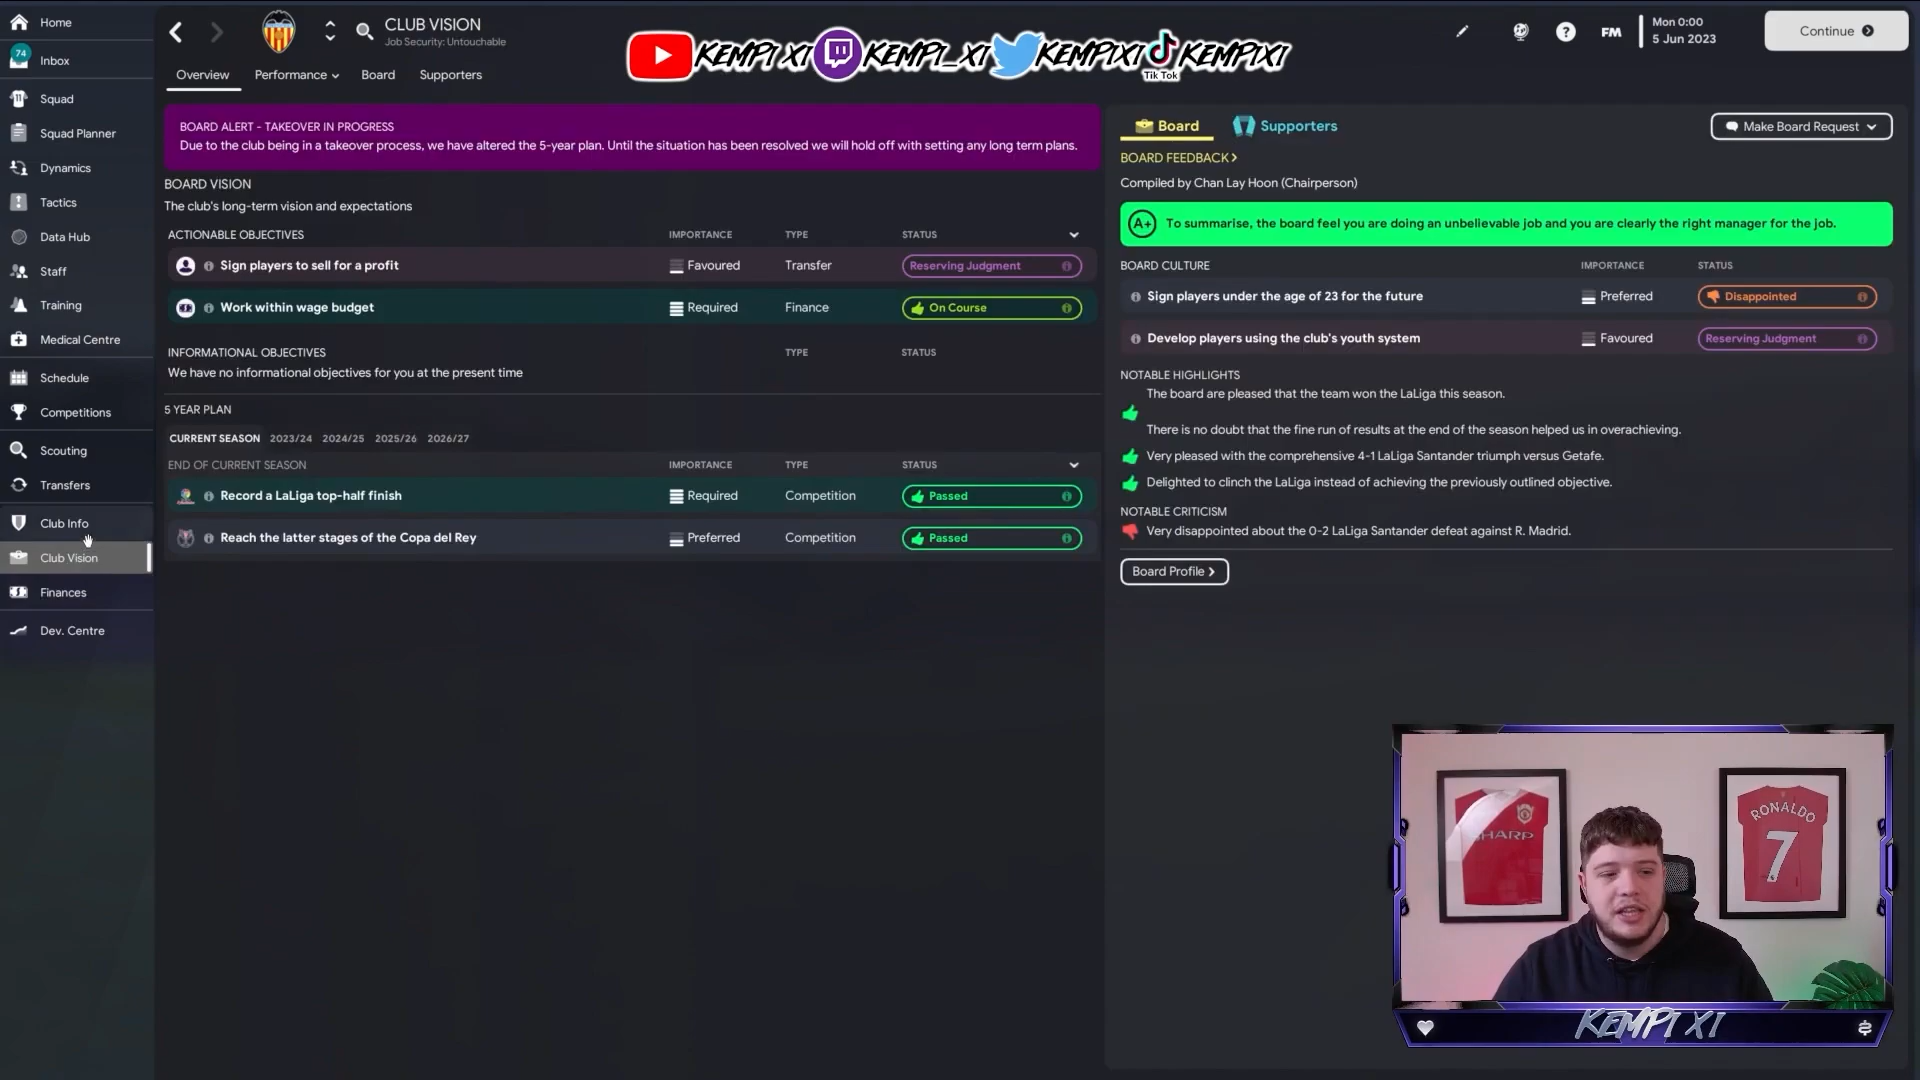 Home
74
Inbox
Squad
Squad Planner
Dynamics
Tactics
Data Hub
Staff
Training
Medical Centre
Schedule
Competitions
Scouting
Transfers
Club Info
Club Vision
Finances
Dev. Centre
CLUB VISION
Job Security: Untouchable
Overview
Performance
Board
Supporters
KEMPI XI
KEMPI_XI
KEMPIXI
Tik Tok
KEMPIXI
FM
Mon 0:00
5 Jun 2023
Continue
BOARD ALERT - TAKEOVER IN PROGRESS
Due to the club being in a takeover process, we have altered the 5-year plan. Until the situation has been resolved we will hold off with setting any long term plans.
BOARD VISION
The club's long-term vision and expectations
ACTIONABLE OBJECTIVES IMPORTANCE TYPE STATUS
Sign players to sell for a profit Favoured Transfer Reserving Judgment
Work within wage budget Required Finance On Course
INFORMATIONAL OBJECTIVES TYPE STATUS
We have no informational objectives for you at the present time
5 YEAR PLAN
CURRENT SEASON 2023/24 2024/25 2025/26 2026/27
END OF CURRENT SEASON IMPORTANCE TYPE STATUS
Record a LaLiga top-half finish Required Competition Passed
Reach the latter stages of the Copa del Rey Preferred Competition Passed
Board
Supporters
Make Board Request
BOARD FEEDBACK
Compiled by Chan Lay Hoon (Chairperson)
A+ To summarise, the board feel you are doing an unbelievable job and you are clearly the right manager for the job.
BOARD CULTURE IMPORTANCE STATUS
Sign players under the age of 23 for the future Preferred Disappointed
Develop players using the club's youth system Favoured Reserving Judgment
NOTABLE HIGHLIGHTS
The board are pleased that the team won the LaLiga this season.
There is no doubt that the fine run of results at the end of the season helped us in overachieving.
Very pleased with the comprehensive 4-1 LaLiga Santander triumph versus Getafe.
Delighted to clinch the LaLiga instead of achieving the previously outlined objective.
NOTABLE CRITICISM
Very disappointed about the 0-2 LaLiga Santander defeat against R. Madrid.
Board Profile
SHARP
RONALDO
7
KEMPI XI